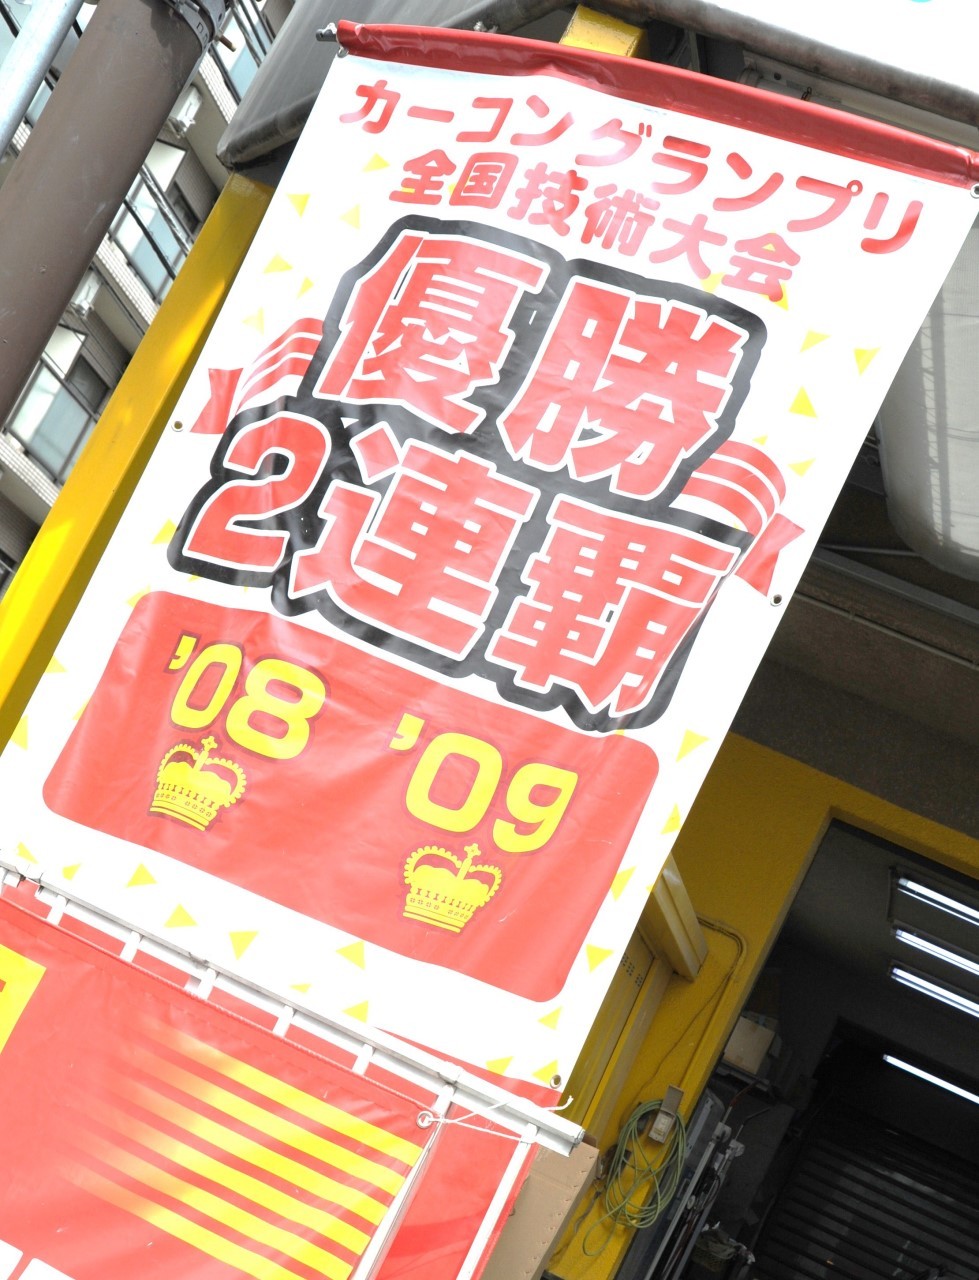 カーコングランプリ
全国技術大会
優勝
2連覇
'08 '09